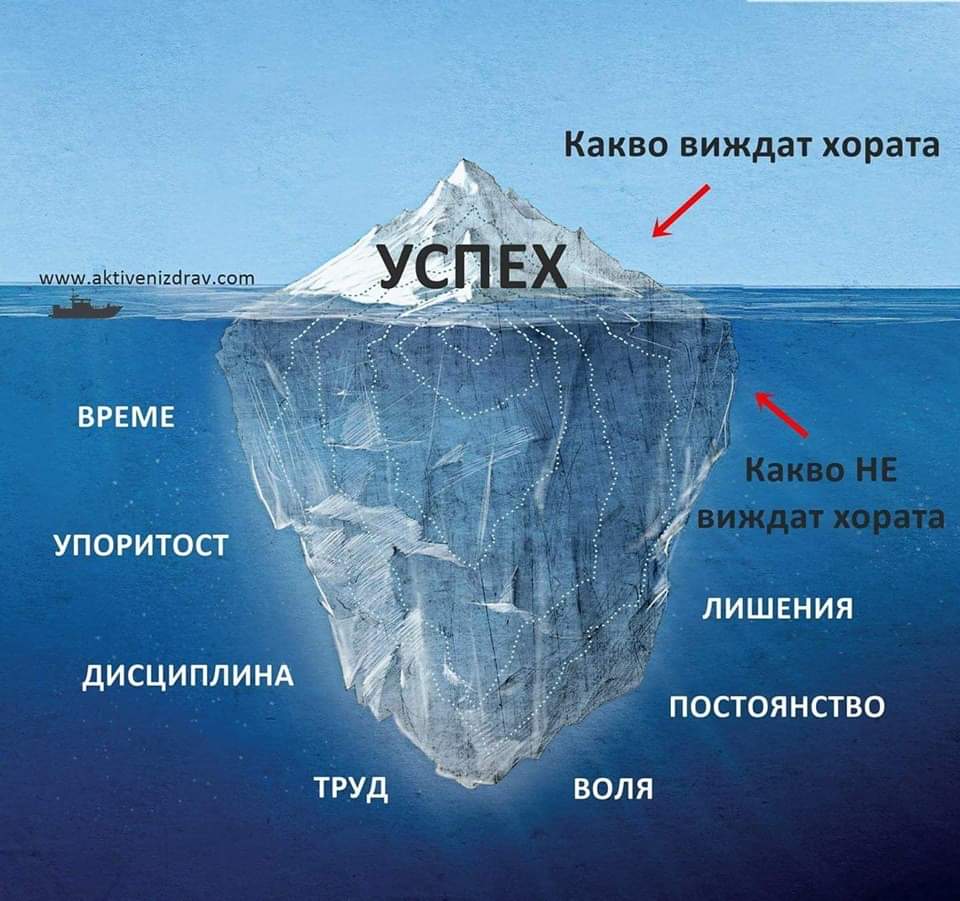 Какво виждат хората
УСПЕХ
www.aktivenizdrav.com
ВРЕМЕ
Какво НЕ
виждат хората
УПОРИТОСТ
ЛИШЕНИЯ
ДИСЦИПЛИНА
ПОСТОЯНСТВО
ТРУД
ВОЛЯ